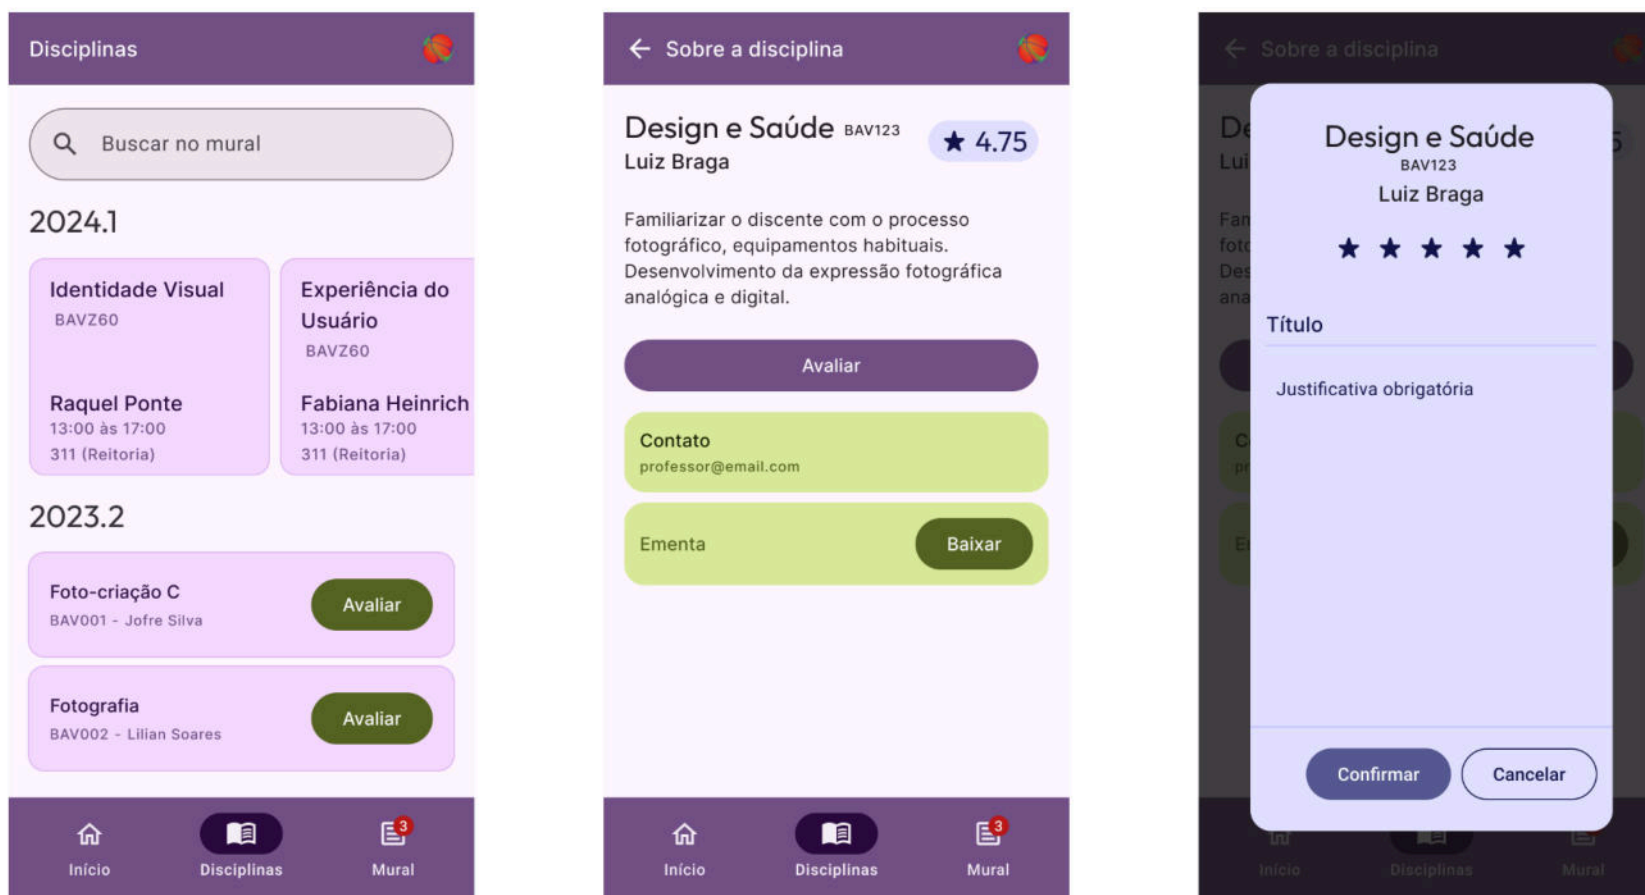 Disciplinas
Buscar no mural
2024.1
Identidade Visual
BAVZ60
Raquel Ponte
13:00 às 17:00
311 (Reitoria)
Experiência do
Usuário
BAVZ60
Fabiana Heinrich
13:00 às 17:00
311 (Reitoria)
2023.2
Foto-criação C
BAV001 - Jofre Silva
Avaliar
Fotografia
BAV002 - Lilian Soares
Avaliar
Início
Disciplinas
3
Mural
Sobre a disciplina
Design e Saúde BAV123
4.75
Luiz Braga
Familiarizar o discente com o processo
fotográfico, equipamentos habituais.
Desenvolvimento da expressão fotográfica
analógica e digital.
Avaliar
Contato
professor@email.com
Ementa
Baixar
Início
Disciplinas
3
Mural
Sobre a disciplina
Design e Saúde
BAV123
Luiz Braga
Título
Justificativa obrigatória
Confirmar
Cancelar
Início
Disciplinas
Mural